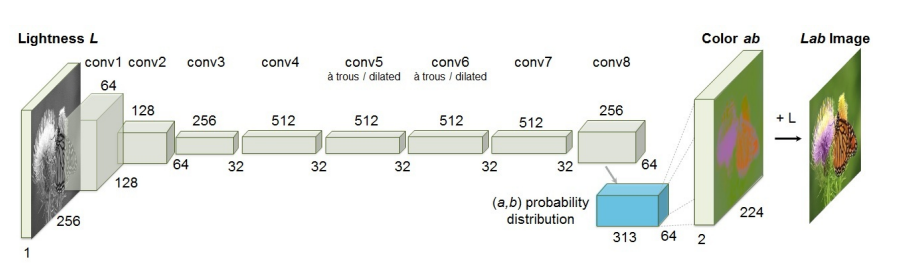 Lightness L
Color ab
Lab Image
conv1
conv2
conv3
conv4
conv5
à trous / dilated
conv6
à trous / dilated
conv7
conv8
64
128
256
512
512
512
512
256
+ L
64
32
32
32
32
32
64
128
256
1
(a,b) probability
distribution
313
64
2
224